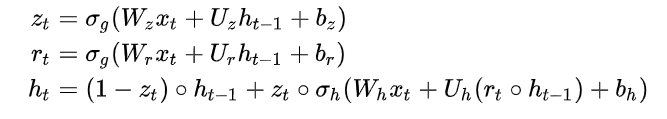 z_t = σ_g(W_z x_t + U_z h_{t−1} + b_z)
r_t = σ_g(W_r x_t + U_r h_{t−1} + b_r)
h_t = (1 − z_t) ∘ h_{t−1} + z_t ∘ σ_h(W_h x_t + U_h(r_t ∘ h_{t−1}) + b_h)